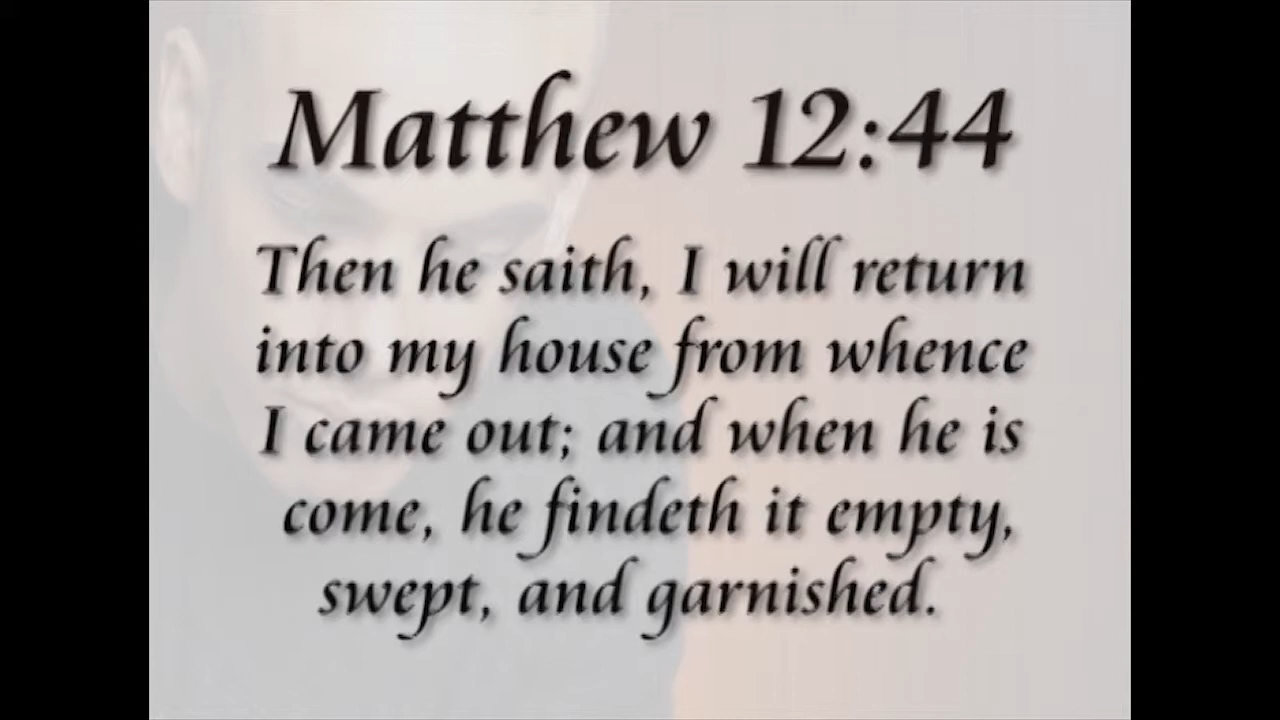 Matthew 12:44
Then he saith, I will return
into my house from whence
I came out; and when he is
come, he findeth it empty,
swept, and garnished.